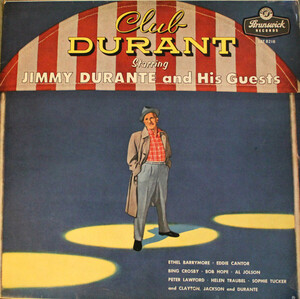 Club
DURANT
Starring
JIMMY DURANTE and His Guests
Brunswick
RECORDS
ETHEL BARRYMORE · EDDIE CANTOR
BING CROSBY · BOB HOPE · AL JOLSON
PETER LAWFORD · HELEN TRAUBEL · SOPHIE TUCKER
and CLAYTON, JACKSON and DURANTE